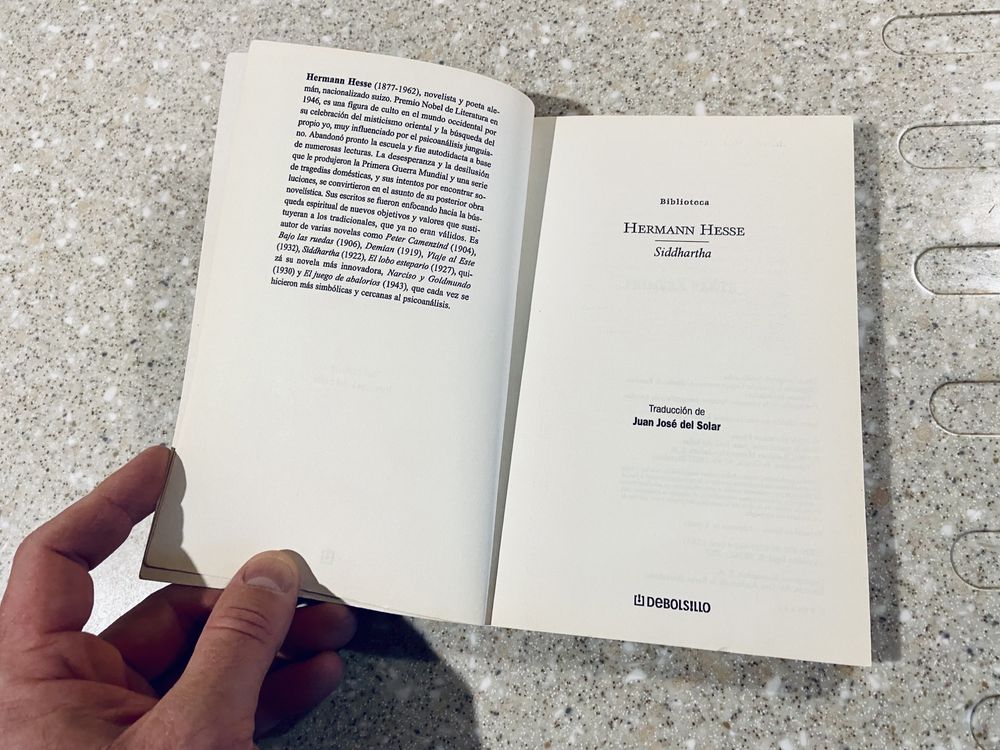 Hermann Hesse (1877-1962), novelista y poeta ale-
mán, nacionalizado suizo. Premio Nobel de Literatura en
1946, es una figura de culto en el mundo occidental por
su celebración del misticismo oriental y la búsqueda del
propio yo, muy influenciado por el psicoanálisis junguia-
no. Abandonó pronto la escuela y fue autodidacta a base
de numerosas lecturas. La desesperanza y la desilusión
que le produjeron la Primera Guerra Mundial y una serie
de tragedias domésticas, y sus intentos por encontrar so-
luciones, se convirtieron en el asunto de su posterior obra
novelística. Sus escritos se fueron enfocando hacia la bús-
queda espiritual de nuevos objetivos y valores que susti-
tuyeran a los tradicionales, que ya no eran válidos. Es
autor de varias novelas como Peter Camenzind (1904),
Bajo las ruedas (1906), Demian (1919), Viaje al Este
(1932), Siddhartha (1922), El lobo estepario (1927), qui-
zá su novela más innovadora, Narciso y Goldmundo
(1930) y El juego de abalorios (1943), que cada vez se
hicieron más simbólicas y cercanas al psicoanálisis.
Biblioteca
HERMANN HESSE
Siddhartha
Traducción de
Juan José del Solar
DEBOLS!LLO